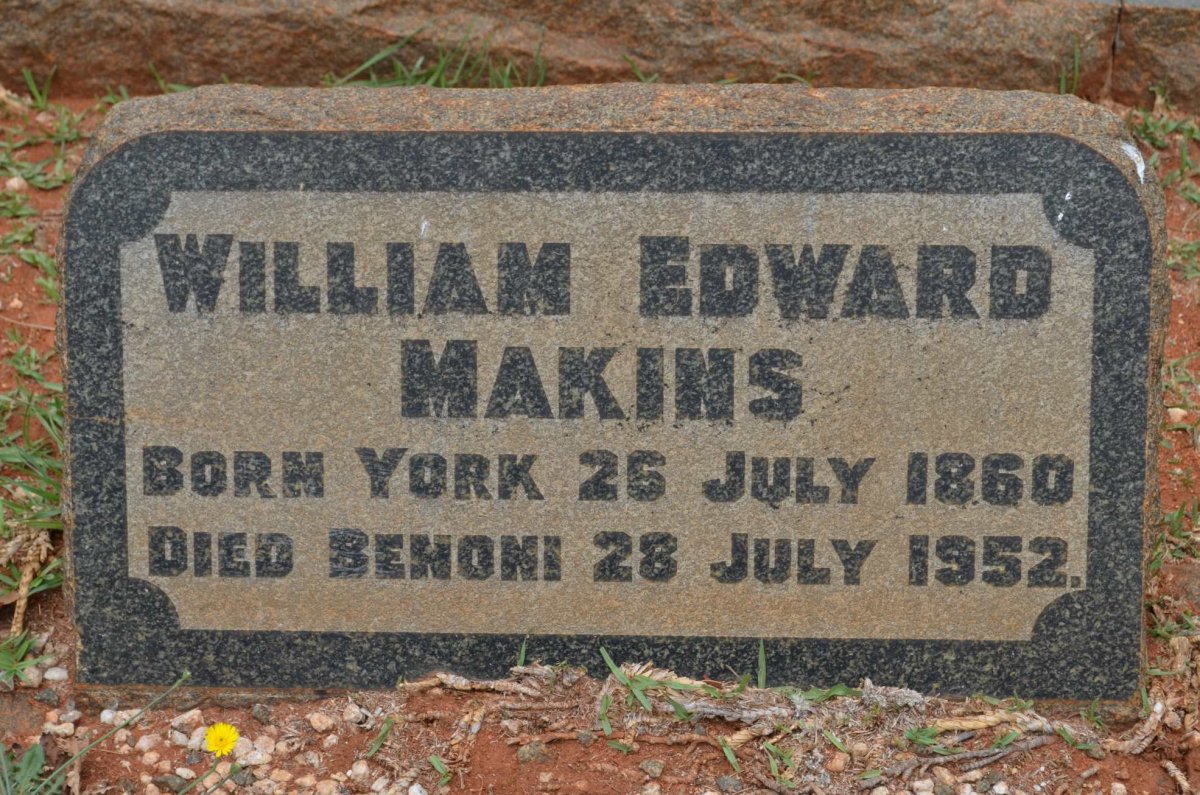 WILLIAM EDWARD
MAKINS
BORN YORK 26 JULY 1860
DIED BENONI 28 JULY 1952.